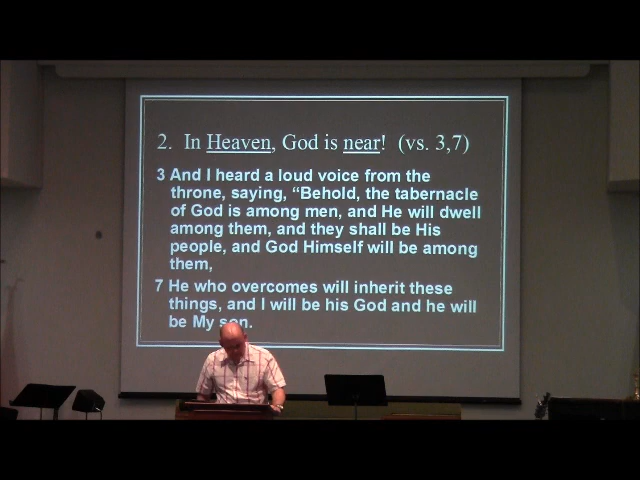 2. In Heaven, God is near! (vs. 3,7)
3 And I heard a loud voice from the
throne, saying, “Behold, the tabernacle
of God is among men, and He will dwell
among them, and they shall be His
people, and God Himself will be among
them,
7 He who overcomes will inherit these
things, and I will be his God and he will
be My son.